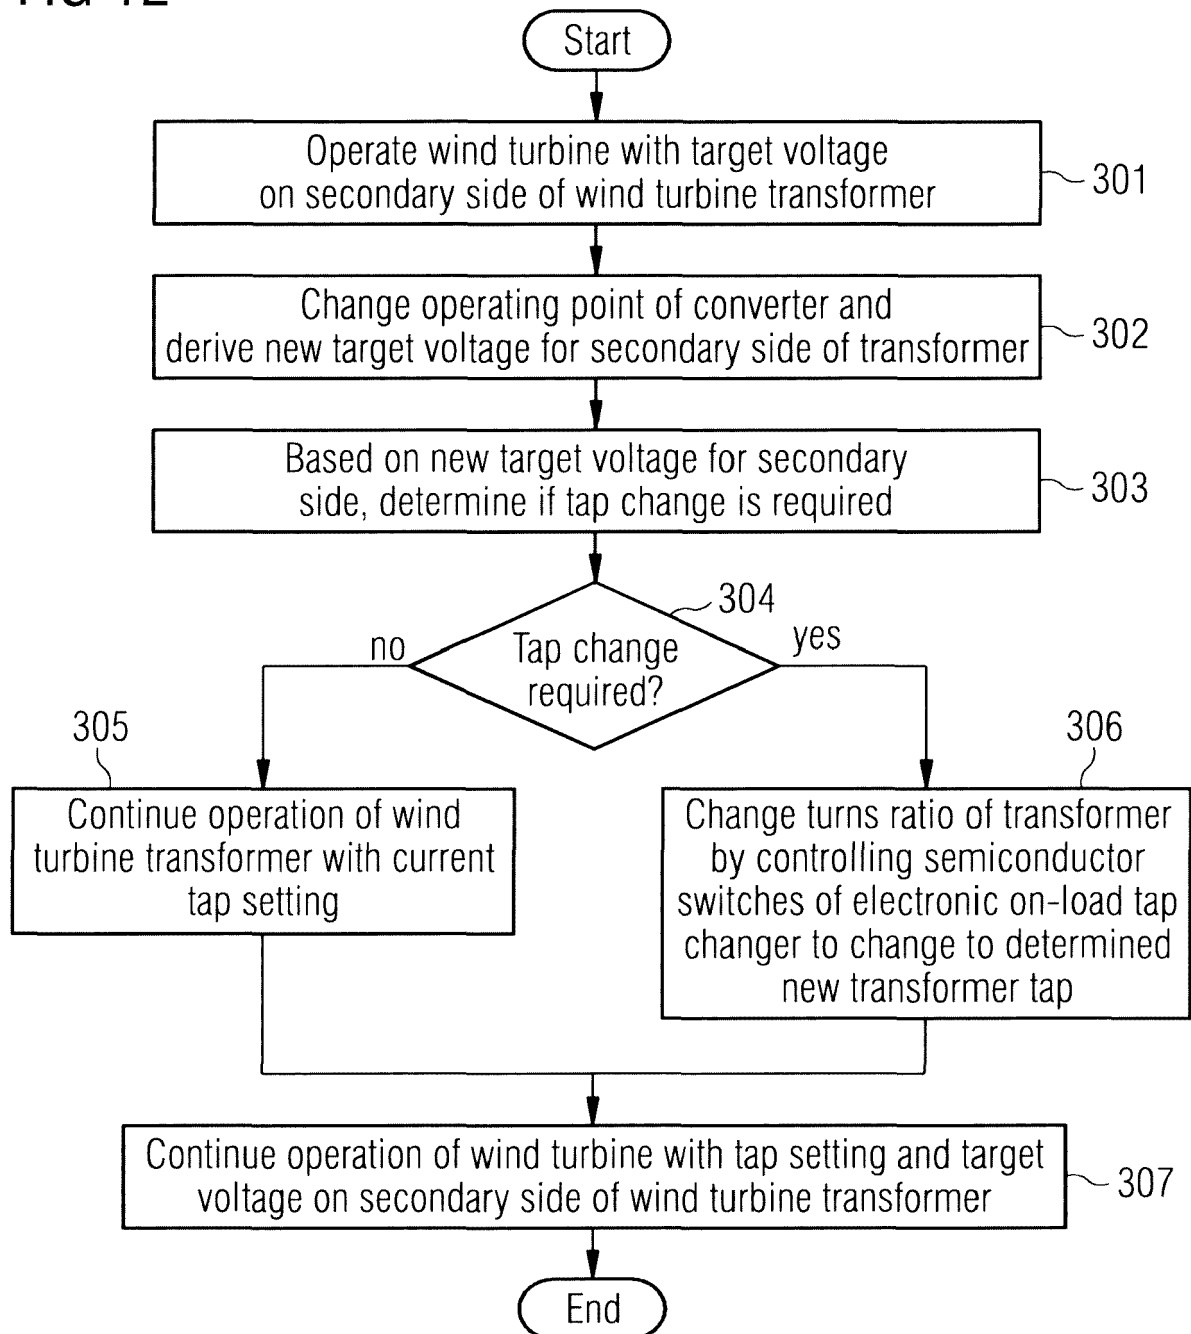 Start
Operate wind turbine with target voltage
on secondary side of wind turbine transformer
301
Change operating point of converter and
derive new target voltage for secondary side of transformer
302
Based on new target voltage for secondary
side, determine if tap change is required
303
304
no
Tap change
required?
yes
305
Continue operation of wind
turbine transformer with current
tap setting
306
Change turns ratio of transformer
by controlling semiconductor
switches of electronic on-load tap
changer to change to determined
new transformer tap
Continue operation of wind turbine with tap setting and target
voltage on secondary side of wind turbine transformer
307
End